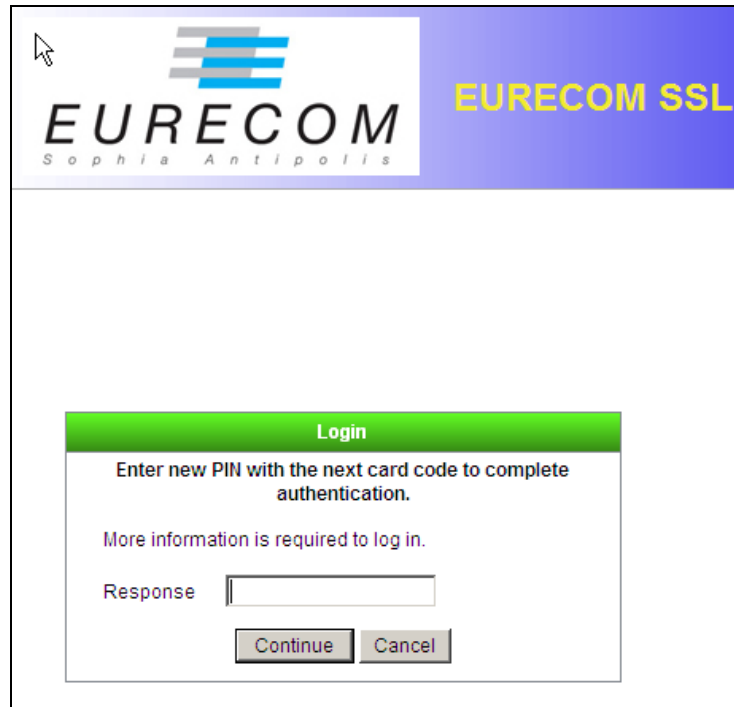 EURECOM
Sophia Antipolis
EURECOM SSL
Login
Enter new PIN with the next card code to complete
authentication.
More information is required to log in.
Response
Continue Cancel